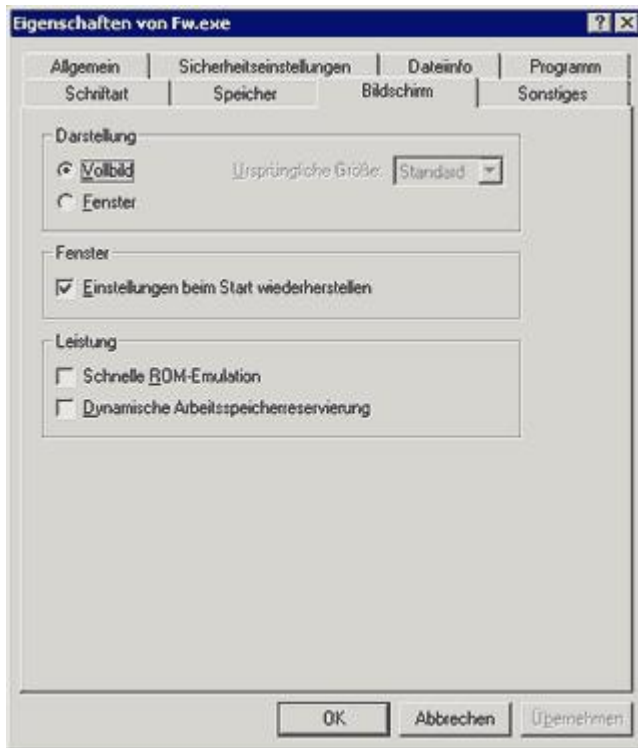 Eigenschaften von Fw.exe
Allgemein Sicherheitseinstellungen Dateiinfo Programm
Schriftart Speicher Bildschirm Sonstiges
Darstellung
Vollbild Ursprüngliche Größe: Standard
Fenster
Fenster
Einstellungen beim Start wiederherstellen
Leistung
Schnelle ROM-Emulation
Dynamische Arbeitsspeicherreservierung
OK Abbrechen Übernehmen